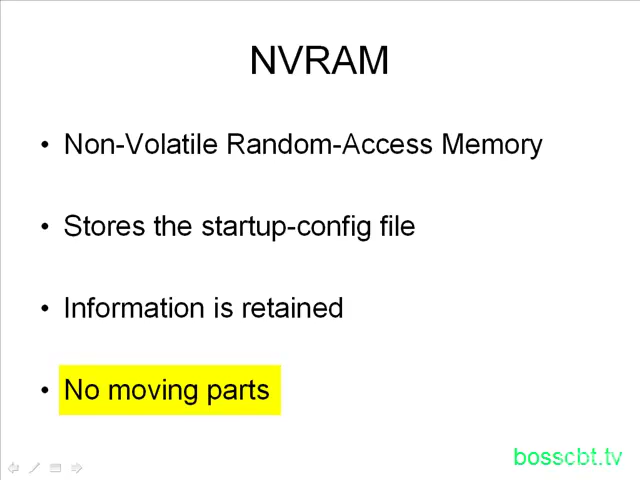 NVRAM
• Non-Volatile Random-Access Memory
• Stores the startup-config file
• Information is retained
• No moving parts
bosscbt.tv